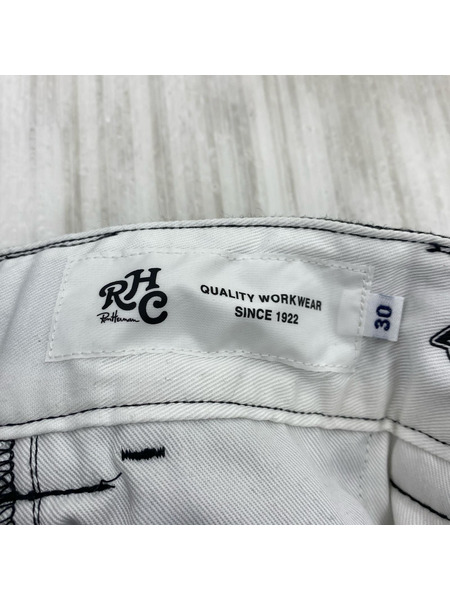 RHC
Ron Herman
QUALITY WORKWEAR
SINCE 1922
30